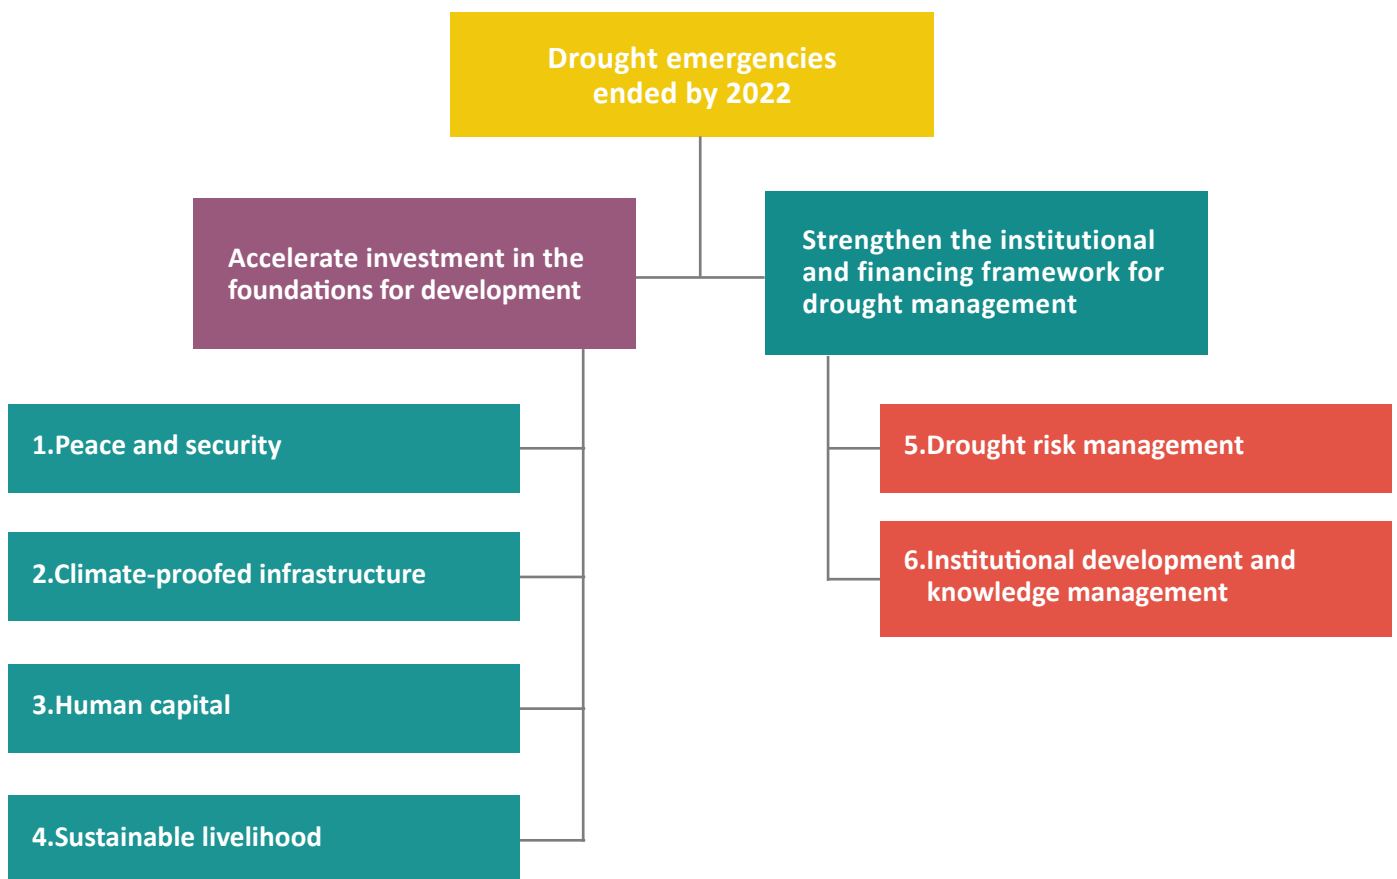 Drought emergencies
ended by 2022
Accelerate investment in the
foundations for development
Strengthen the institutional
and financing framework for
drought management
1.Peace and security
2.Climate-proofed infrastructure
3.Human capital
4.Sustainable livelihood
5.Drought risk management
6.Institutional development and
knowledge management